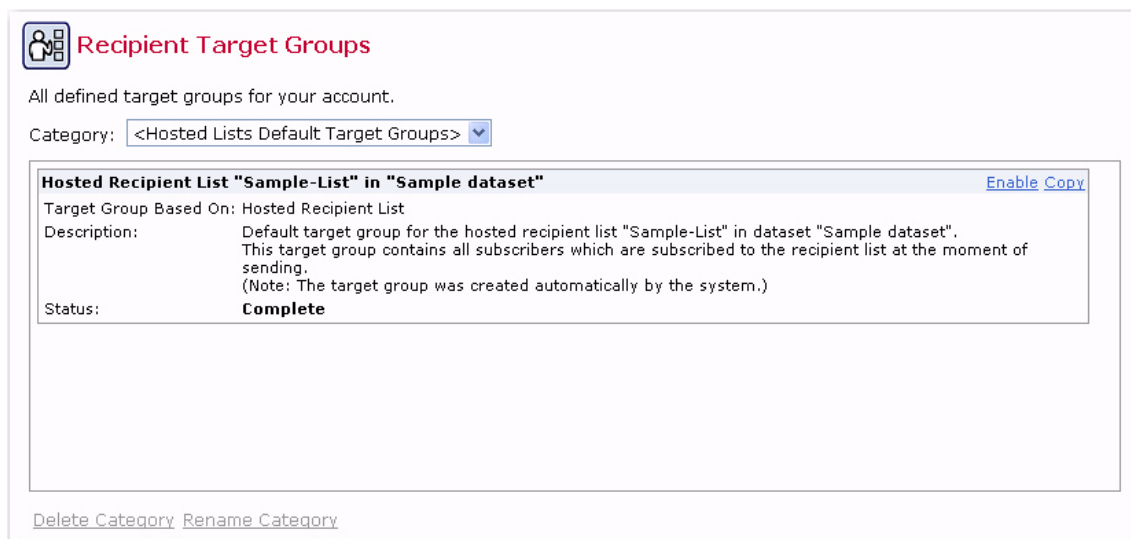 Recipient Target Groups
All defined target groups for your account.
Category: <Hosted Lists Default Target Groups>
Hosted Recipient List "Sample-List" in "Sample dataset" Enable Copy
Target Group Based On: Hosted Recipient List
Description: Default target group for the hosted recipient list "Sample-List" in dataset "Sample dataset".
This target group contains all subscribers which are subscribed to the recipient list at the moment of
sending.
(Note: The target group was created automatically by the system.)
Status: Complete
Delete Category Rename Category